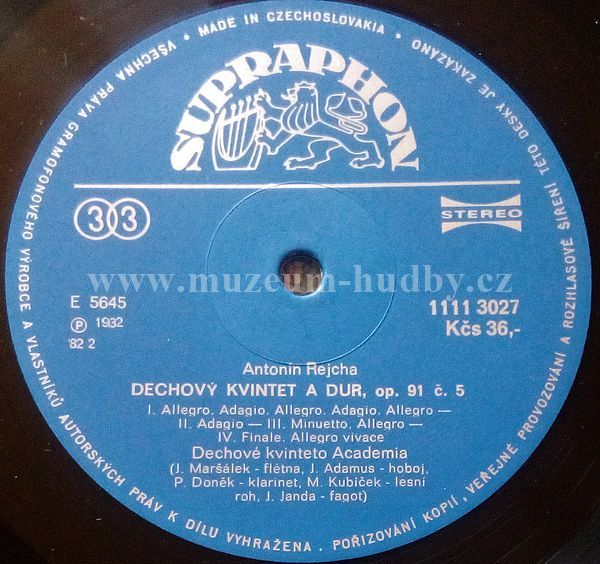 VŠECHNA PRÁVA GRAMOFONOVÉHO VÝROBCE A VLASTNÍKŮ AUTORSKÝCH PRÁV K DÍLU VYHRAŽENA . POŘIZOVÁNÍ KOPIÍ, VEŘEJNÉ PROVOZOVÁNÍ A ROZHLASOVÉ ŠÍŘENÍ TÉTO DESKY JE ZAKÁZÁNO • MADE IN CZECHOSLOVAKIA •
SUPRAPHON
33
STEREO
www.muzeum-hudby.cz
E 5645
1111 3027
Ⓟ 1932
Kčs 36,-
82 2
Antonín Rejcha
DECHOVÝ KVINTET A DUR, op. 91 č. 5
I. Allegro. Adagio. Allegro. Adagio. Allegro —
II. Adagio — III. Minuetto. Allegro —
IV. Finale. Allegro vivace
Dechové kvinteto Academia
(J. Maršálek - flétna, J. Adamus - hoboj,
P. Doněk - klarinet, M. Kubíček - lesní
roh, J. Janda - fagot)